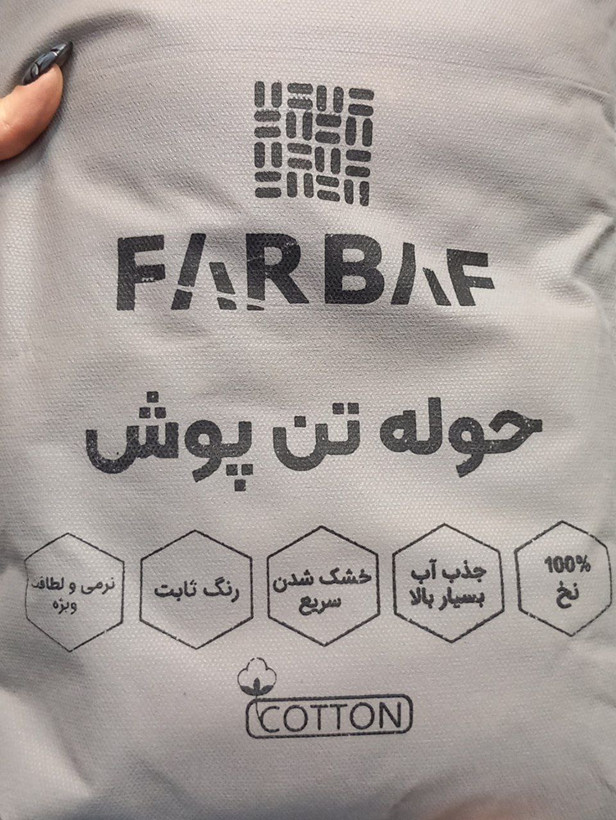 FARBAF
حوله تن پوش
100%
نخ
جذب آب
بسیار بالا
خشک شدن
سریع
رنگ ثابت
نرمی و لطافت
ویژه
COTTON